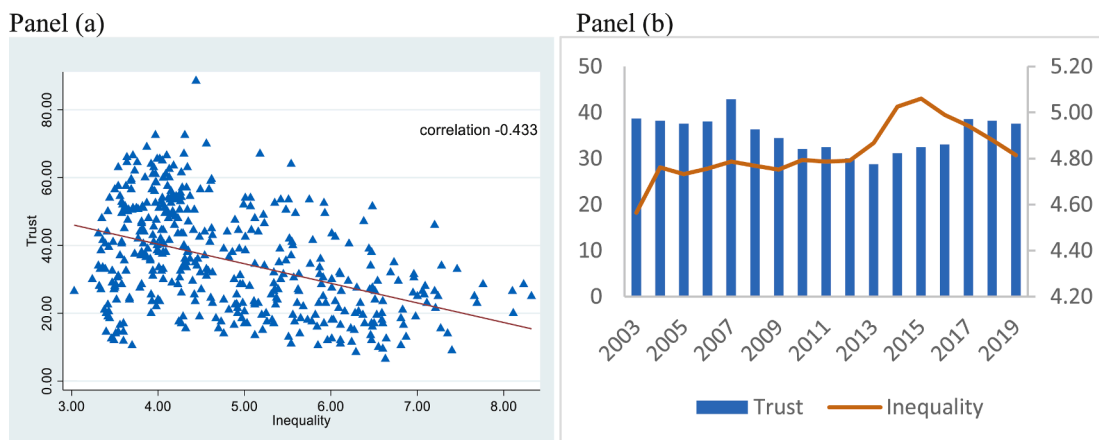 Panel (a)
Panel (b)
80.00
60.00
40.00
20.00
0.00
Trust
correlation -0.433
3.00 4.00 5.00 6.00 7.00 8.00
Inequality
50 5.20
40 5.00
30 4.80
20 4.60
10 4.40
0 4.20
2003 2005 2007 2009 2011 2013 2015 2017 2019
Trust Inequality